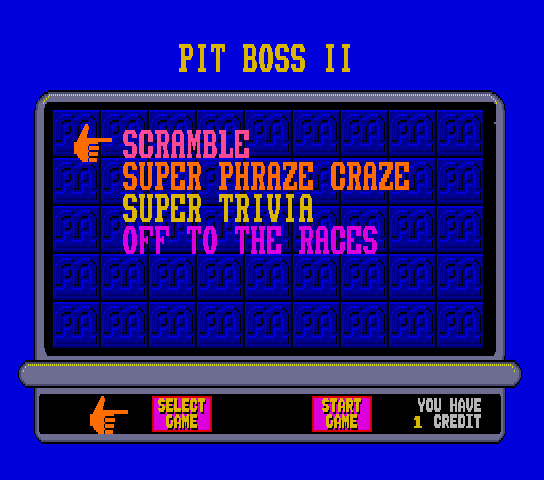 PIT BOSS II
SCRAMBLE
SUPER PHRAZE CRAZE
SUPER TRIVIA
OFF TO THE RACES
SELECT GAME
START GAME
YOU HAVE
1 CREDIT